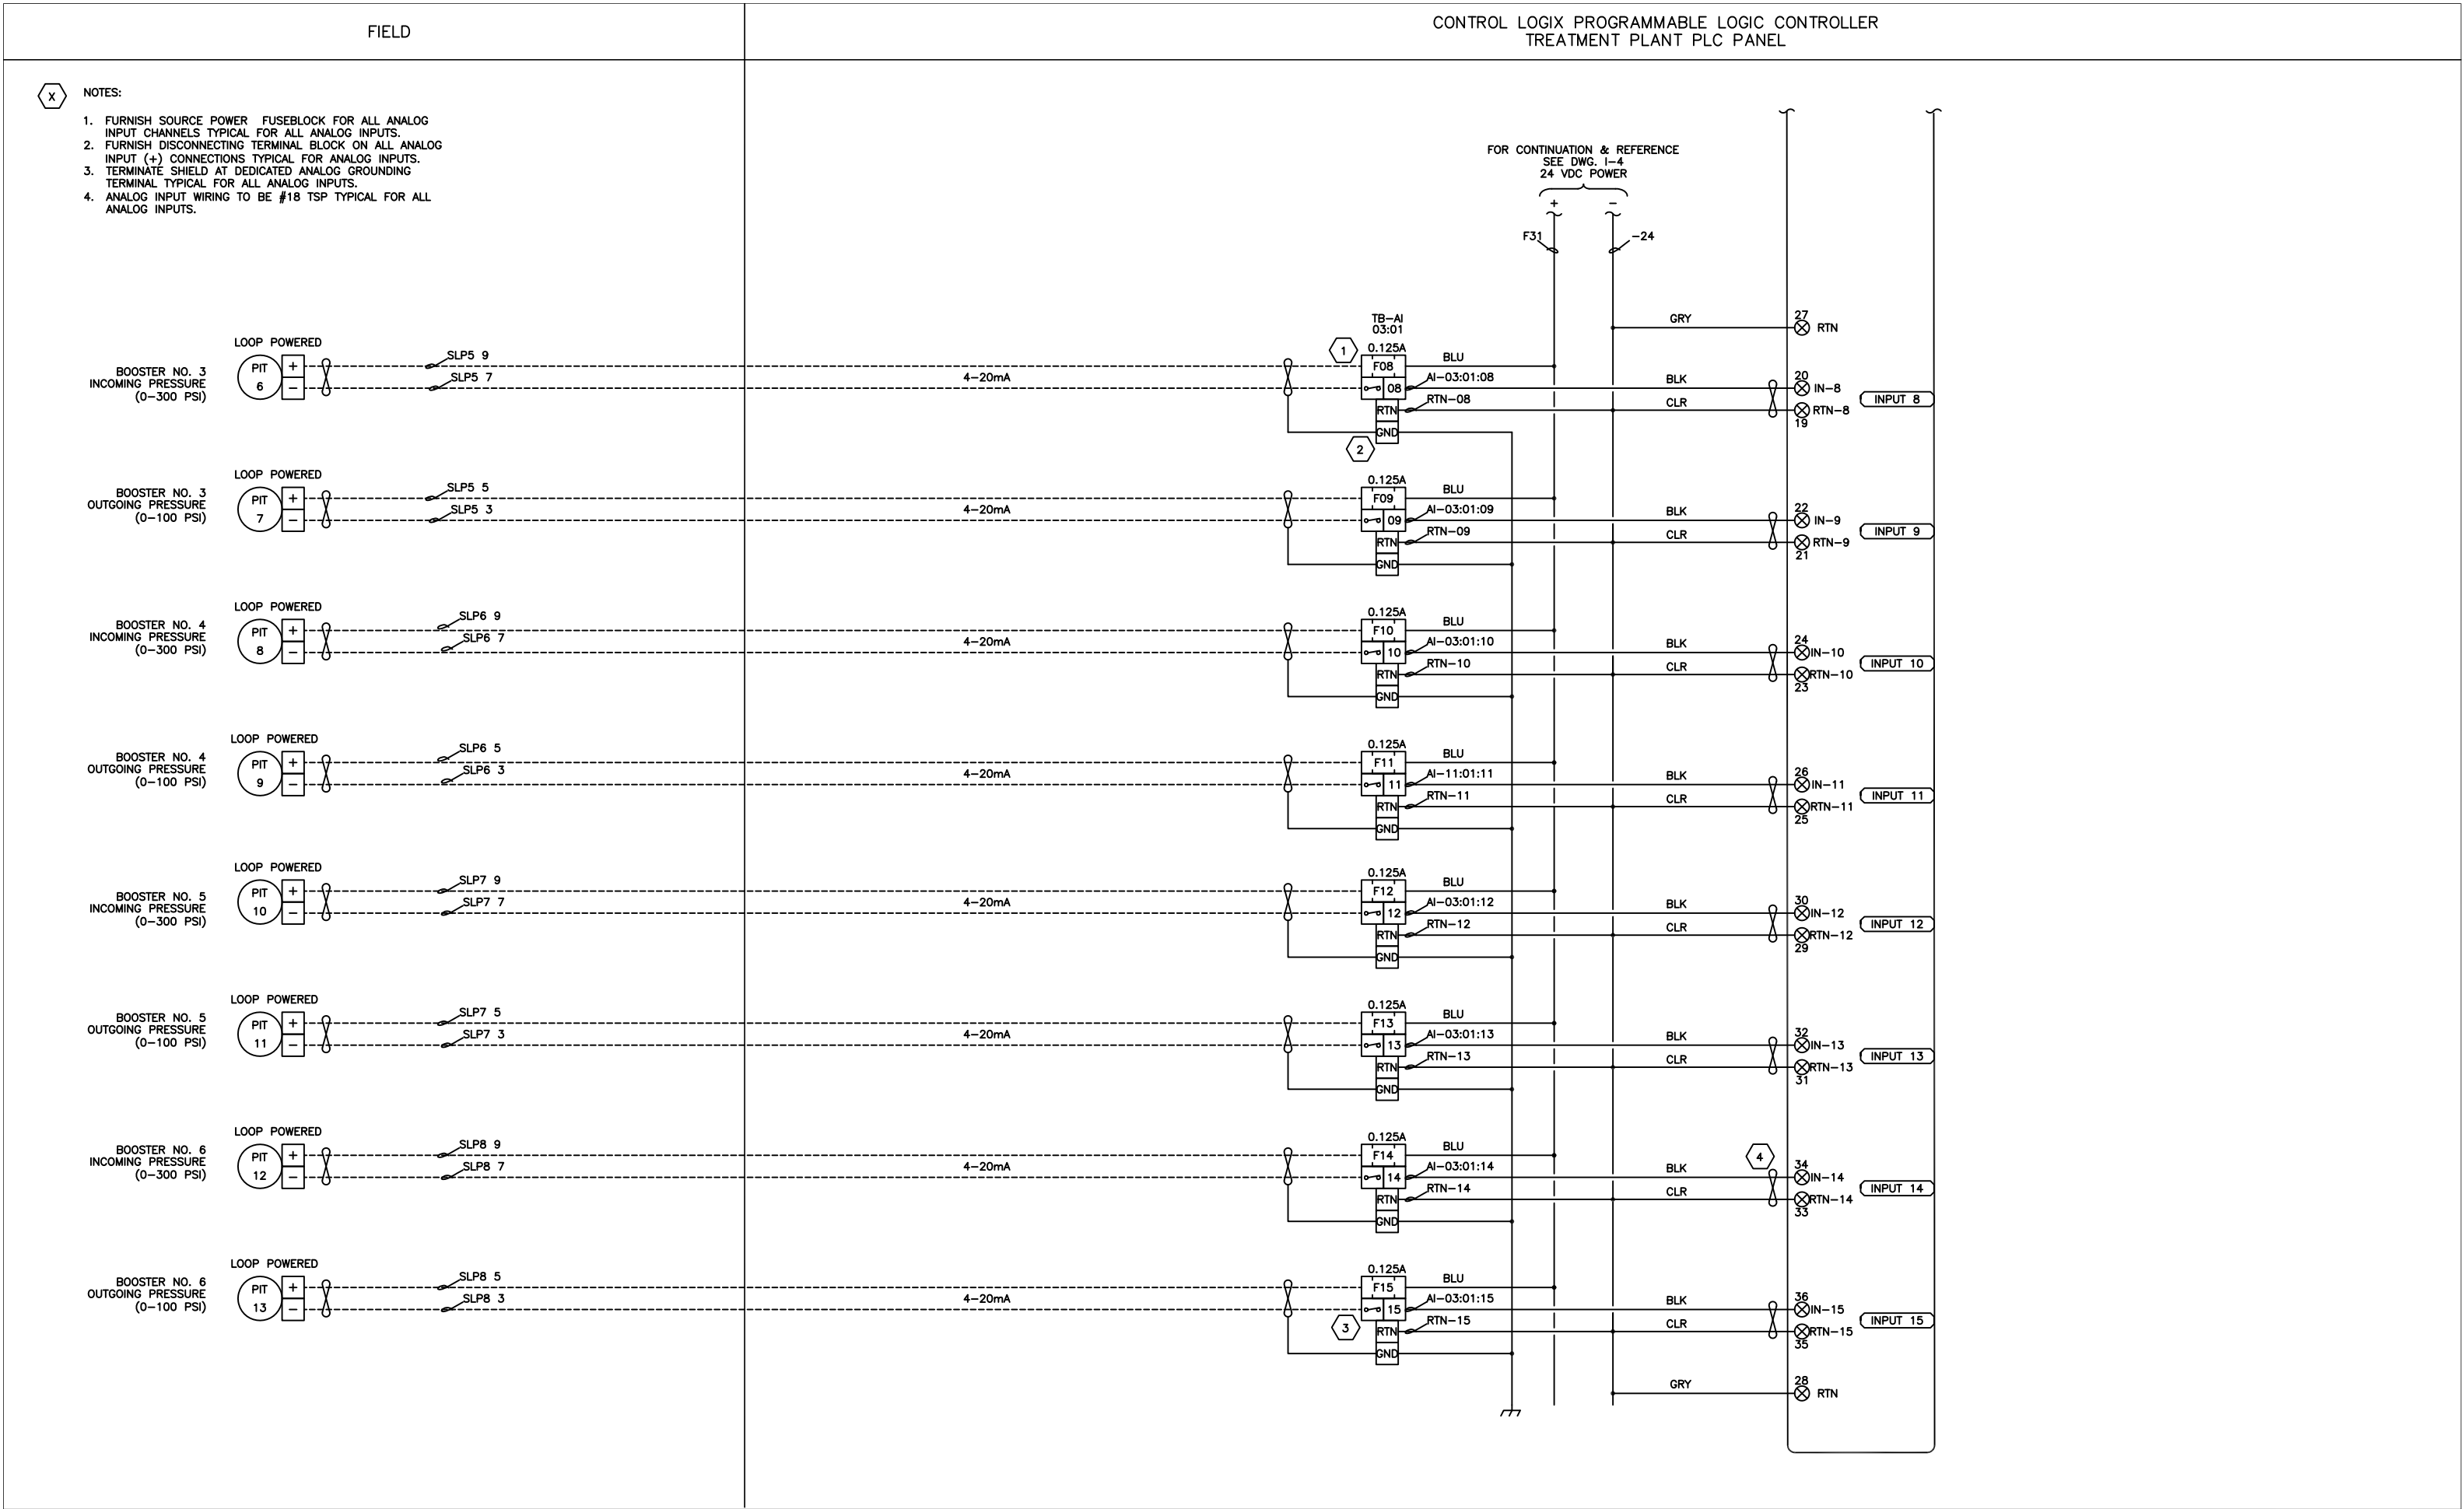 FIELD
CONTROL LOGIX PROGRAMMABLE LOGIC CONTROLLER
TREATMENT PLANT PLC PANEL
X
NOTES:
1. FURNISH SOURCE POWER FUSEBLOCK FOR ALL ANALOG
INPUT CHANNELS TYPICAL FOR ALL ANALOG INPUTS.
2. FURNISH DISCONNECTING TERMINAL BLOCK ON ALL ANALOG
INPUT (+) CONNECTIONS TYPICAL FOR ANALOG INPUTS.
3. TERMINATE SHIELD AT DEDICATED ANALOG GROUNDING
TERMINAL TYPICAL FOR ALL ANALOG INPUTS.
4. ANALOG INPUT WIRING TO BE #18 TSP TYPICAL FOR ALL
ANALOG INPUTS.
FOR CONTINUATION & REFERENCE
SEE DWG. I-4
24 VDC POWER
+ −
F31 -24
TB-AI
03:01
GRY
27
RTN
BOOSTER NO. 3
INCOMING PRESSURE
(0-300 PSI)
LOOP POWERED
PIT
6
+
−
SLP5 9
SLP5 7
4-20mA
1
0.125A
F08
08
RTN
GND
2
BLU
AI-03:01:08
RTN-08
BLK
CLR
20
IN-8
RTN-8
19
INPUT 8
BOOSTER NO. 3
OUTGOING PRESSURE
(0-100 PSI)
LOOP POWERED
PIT
7
+
−
SLP5 5
SLP5 3
4-20mA
0.125A
F09
09
RTN
GND
BLU
AI-03:01:09
RTN-09
BLK
CLR
22
IN-9
RTN-9
21
INPUT 9
BOOSTER NO. 4
INCOMING PRESSURE
(0-300 PSI)
LOOP POWERED
PIT
8
+
−
SLP6 9
SLP6 7
4-20mA
0.125A
F10
10
RTN
GND
BLU
AI-03:01:10
RTN-10
BLK
CLR
24
IN-10
RTN-10
23
INPUT 10
BOOSTER NO. 4
OUTGOING PRESSURE
(0-100 PSI)
LOOP POWERED
PIT
9
+
−
SLP6 5
SLP6 3
4-20mA
0.125A
F11
11
RTN
GND
BLU
AI-11:01:11
RTN-11
BLK
CLR
26
IN-11
RTN-11
25
INPUT 11
BOOSTER NO. 5
INCOMING PRESSURE
(0-300 PSI)
LOOP POWERED
PIT
10
+
−
SLP7 9
SLP7 7
4-20mA
0.125A
F12
12
RTN
GND
BLU
AI-03:01:12
RTN-12
BLK
CLR
30
IN-12
RTN-12
29
INPUT 12
BOOSTER NO. 5
OUTGOING PRESSURE
(0-100 PSI)
LOOP POWERED
PIT
11
+
−
SLP7 5
SLP7 3
4-20mA
0.125A
F13
13
RTN
GND
BLU
AI-03:01:13
RTN-13
BLK
CLR
32
IN-13
RTN-13
31
INPUT 13
BOOSTER NO. 6
INCOMING PRESSURE
(0-300 PSI)
LOOP POWERED
PIT
12
+
−
SLP8 9
SLP8 7
4-20mA
0.125A
F14
14
RTN
GND
BLU
AI-03:01:14
RTN-14
BLK
CLR
4
34
IN-14
RTN-14
33
INPUT 14
BOOSTER NO. 6
OUTGOING PRESSURE
(0-100 PSI)
LOOP POWERED
PIT
13
+
−
SLP8 5
SLP8 3
4-20mA
3
0.125A
F15
15
RTN
GND
BLU
AI-03:01:15
RTN-15
BLK
CLR
36
IN-15
RTN-15
35
INPUT 15
GRY
28
RTN